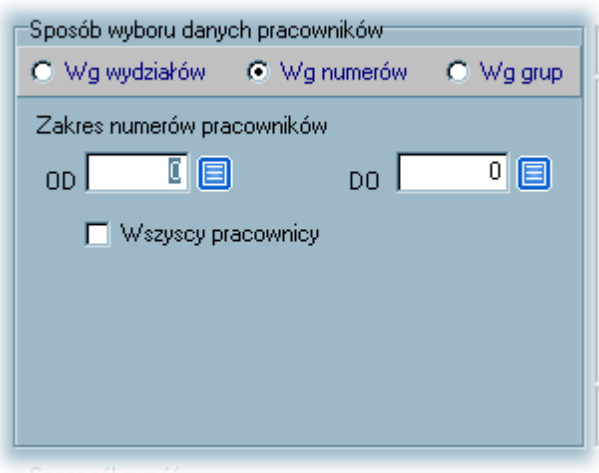 Sposób wyboru danych pracowników
Wg wydziałów Wg numerów Wg grup
Zakres numerów pracowników
OD 0 DO 0
Wszyscy pracownicy